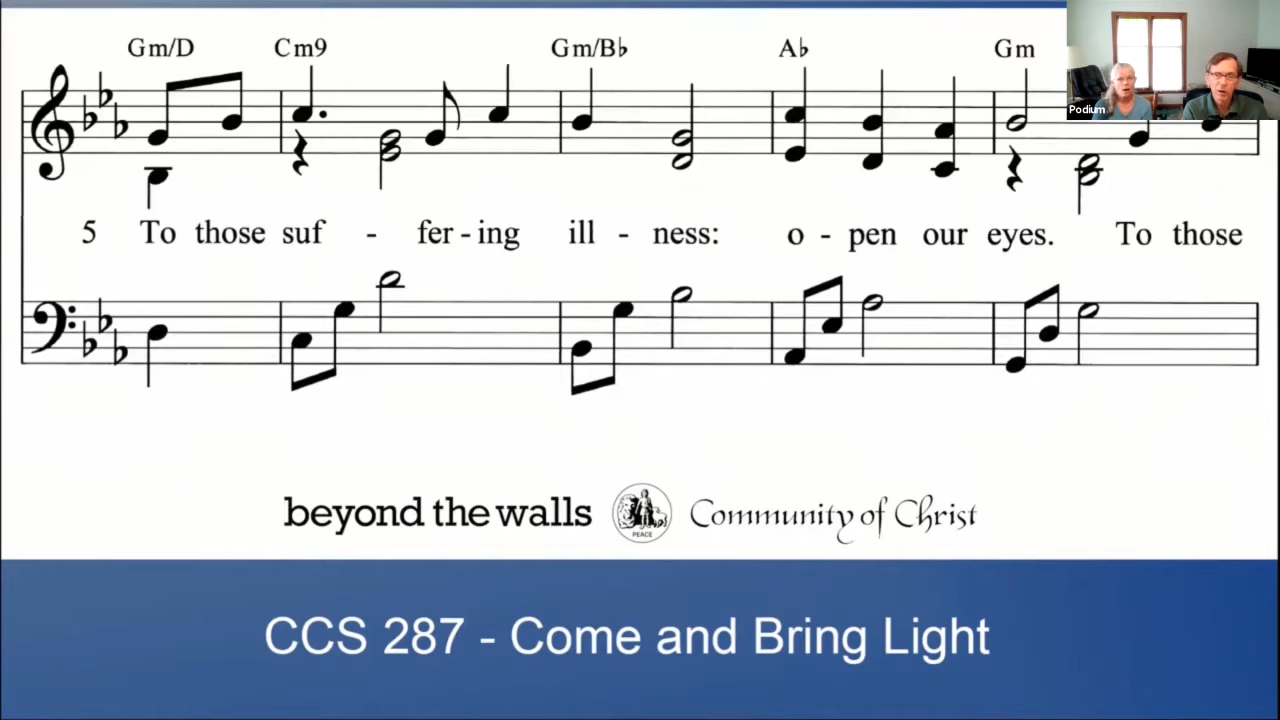 Gm/D Cm9 Gm/B♭ A♭ Gm
Podium
5 To those suf - fer - ing ill - ness: o - pen our eyes. To those
beyond the walls PEACE Community of Christ
CCS 287 - Come and Bring Light